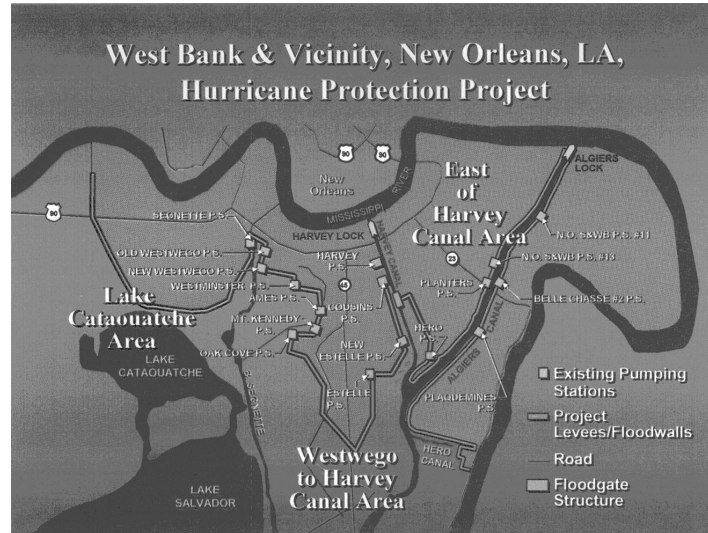 West Bank & Vicinity, New Orleans, LA,
Hurricane Protection Project
90
90
90
New
Orleans
MISSISSIPPI
RIVER
East
of
Harvey
Canal Area
ALGIERS
LOCK
SEGNETTE P.S.
OLD WESTWEGO P.S.
NEW WESTWEGO P.S.
WESTMINSTER P.S.
AMES P.S.
MT. KENNEDY
P.S.
OAK COVE P.S.
HARVEY LOCK
HARVEY
P.S.
HARVEY CANAL
45
COUSINS
P.S.
NEW
ESTELLE P.S.
ESTELLE
P.S.
HERO
P.S.
23
PLANTERS
P.S.
N.O. S&WB P.S. #11
N.O. S&WB P.S. #13
BELLE CHASSE #2 P.S.
ALGIERS CANAL
PLAQUEMINES
P.S.
HERO
CANAL
Lake
Cataouatche
Area
LAKE
CATAOUATCHE
B. SEGNETTE
LAKE
SALVADOR
Westwego
to Harvey
Canal Area
Existing Pumping
Stations
Project
Levees/Floodwalls
Road
Floodgate
Structure